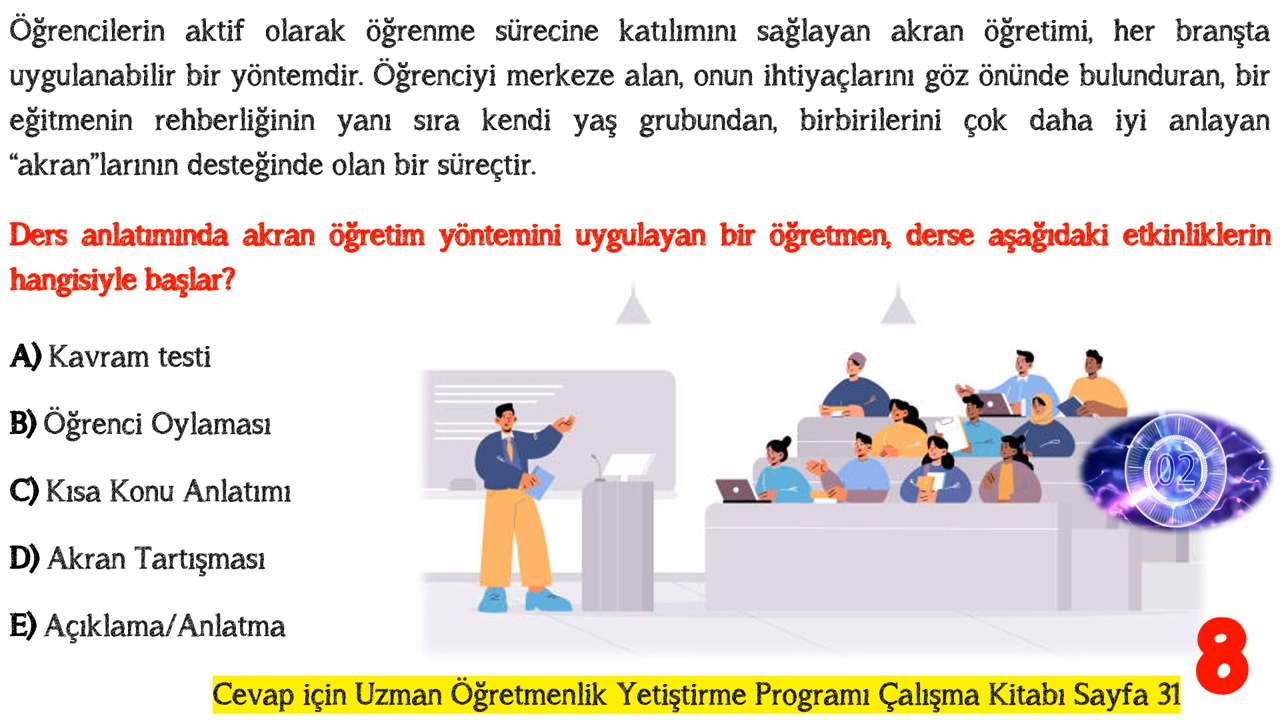 Öğrencilerin aktif olarak öğrenme sürecine katılımını sağlayan akran öğretimi, her branşta
uygulanabilir bir yöntemdir. Öğrenciyi merkeze alan, onun ihtiyaçlarını göz önünde bulunduran, bir
eğitmenin rehberliğinin yanı sıra kendi yaş grubundan, birbirilerini çok daha iyi anlayan
“akran”larının desteğinde olan bir süreçtir.
Ders anlatımında akran öğretim yöntemini uygulayan bir öğretmen, derse aşağıdaki etkinliklerin
hangisiyle başlar?
A) Kavram testi
B) Öğrenci Oylaması
C) Kısa Konu Anlatımı
D) Akran Tartışması
E) Açıklama/Anlatma
02
8
Cevap için Uzman Öğretmenlik Yetiştirme Programı Çalışma Kitabı Sayfa 31